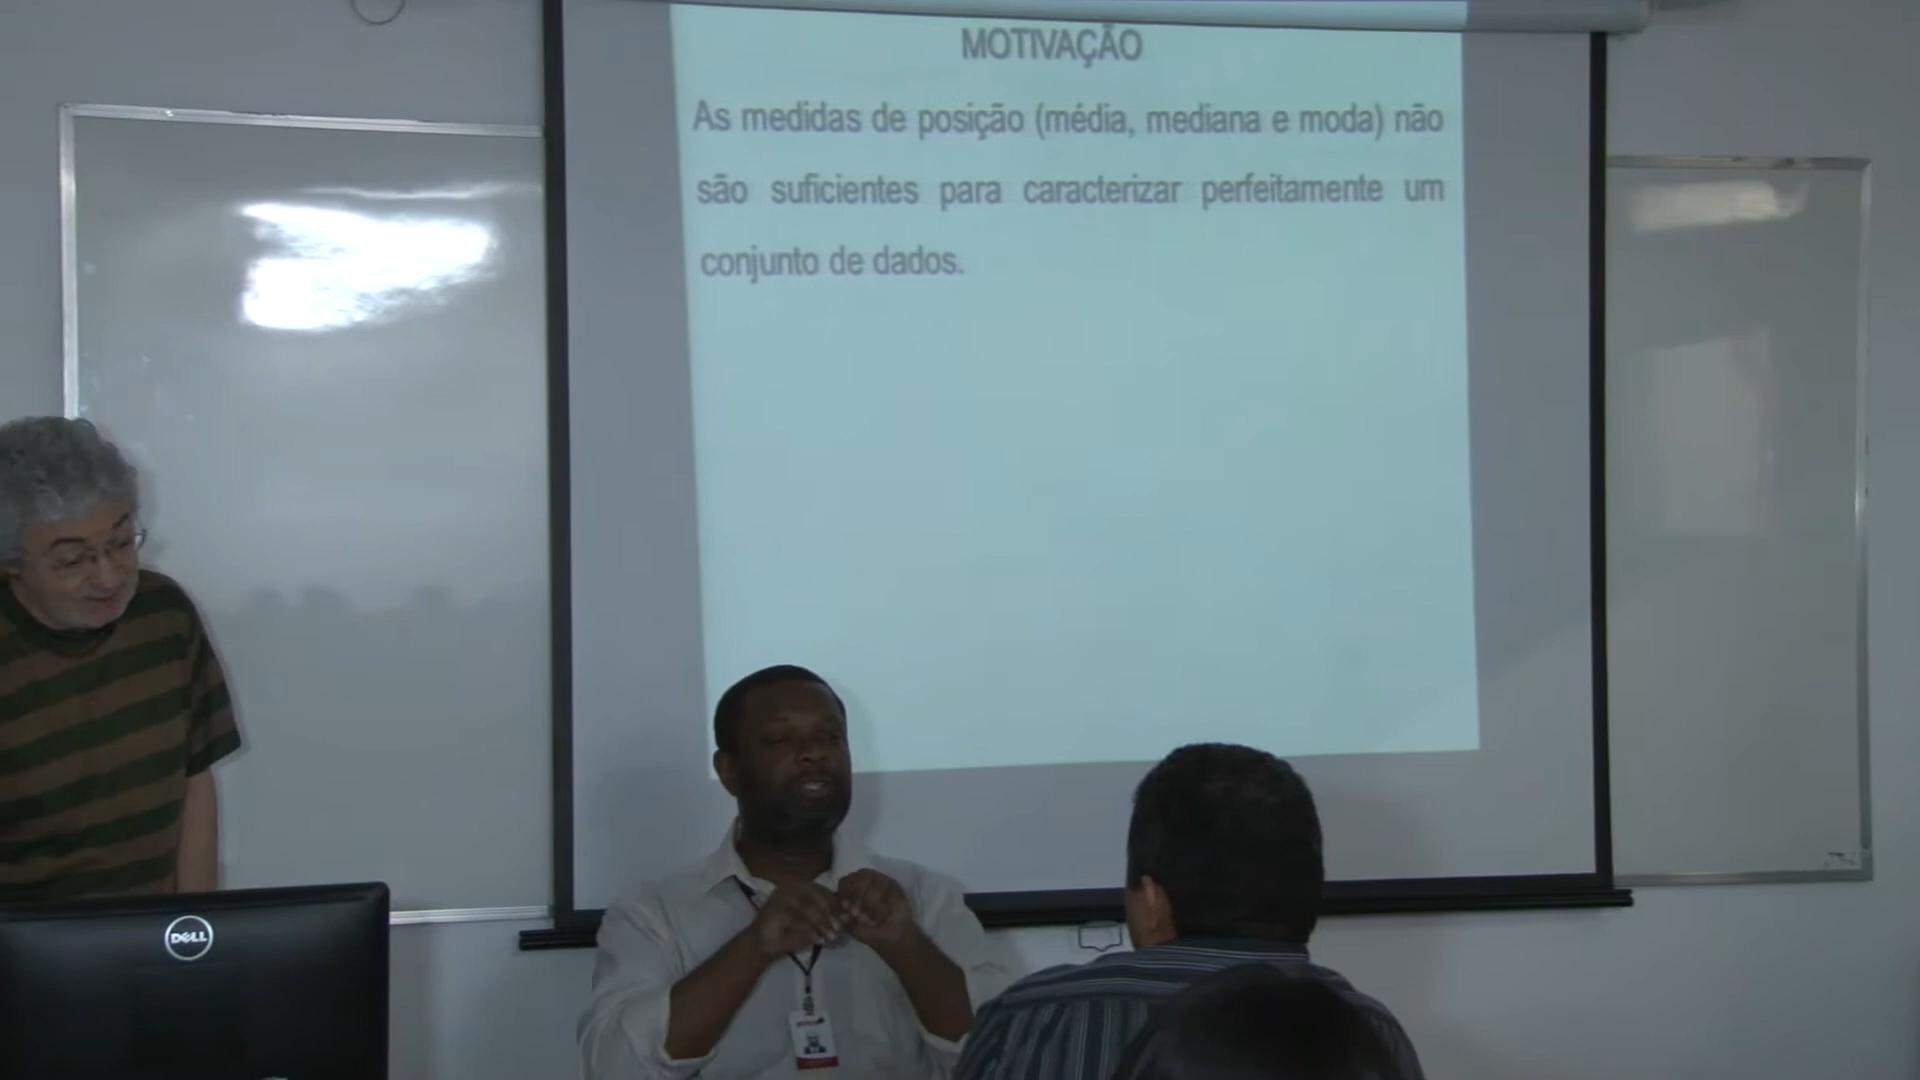 MOTIVAÇÃO
As medidas de posição (média, mediana e moda) não
são suficientes para caracterizar perfeitamente um
conjunto de dados.
DELL